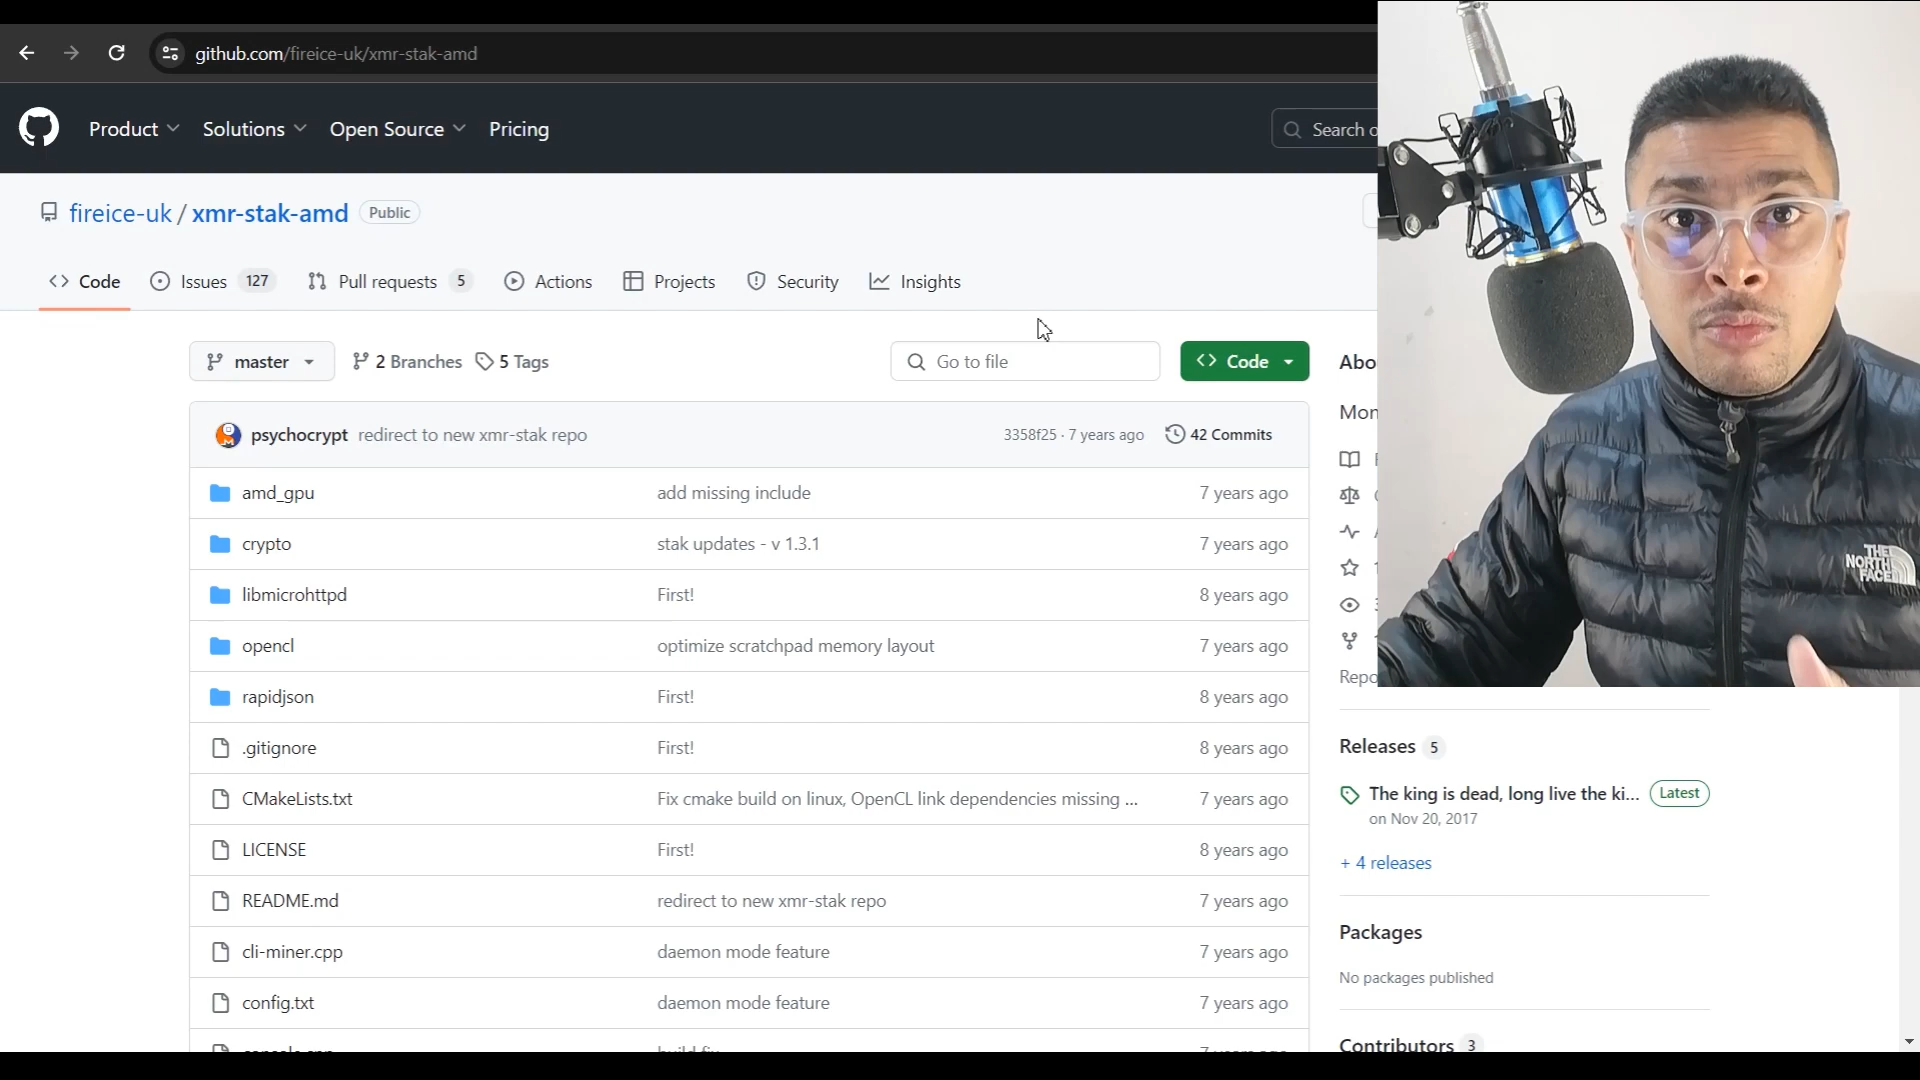 github.com/fireice-uk/xmr-stak-amd
Product Solutions Open Source Pricing
Search o
fireice-uk / xmr-stak-amd Public
Code Issues 127 Pull requests 5 Actions Projects Security Insights
master 2 Branches 5 Tags Go to file Code
psychocrypt redirect to new xmr-stak repo 3358f25 · 7 years ago 42 Commits
amd_gpu add missing include 7 years ago
crypto stak updates - v 1.3.1 7 years ago
libmicrohttpd First! 8 years ago
opencl optimize scratchpad memory layout 7 years ago
rapidjson First! 8 years ago
.gitignore First! 8 years ago
CMakeLists.txt Fix cmake build on linux, OpenCL link dependencies missing ... 7 years ago
LICENSE First! 8 years ago
README.md redirect to new xmr-stak repo 7 years ago
cli-miner.cpp daemon mode feature 7 years ago
config.txt daemon mode feature 7 years ago
Abo
Mon
Repo
Releases 5
The king is dead, long live the ki... Latest
on Nov 20, 2017
+ 4 releases
Packages
No packages published
Contributors 3
THE
NORTH
FACE